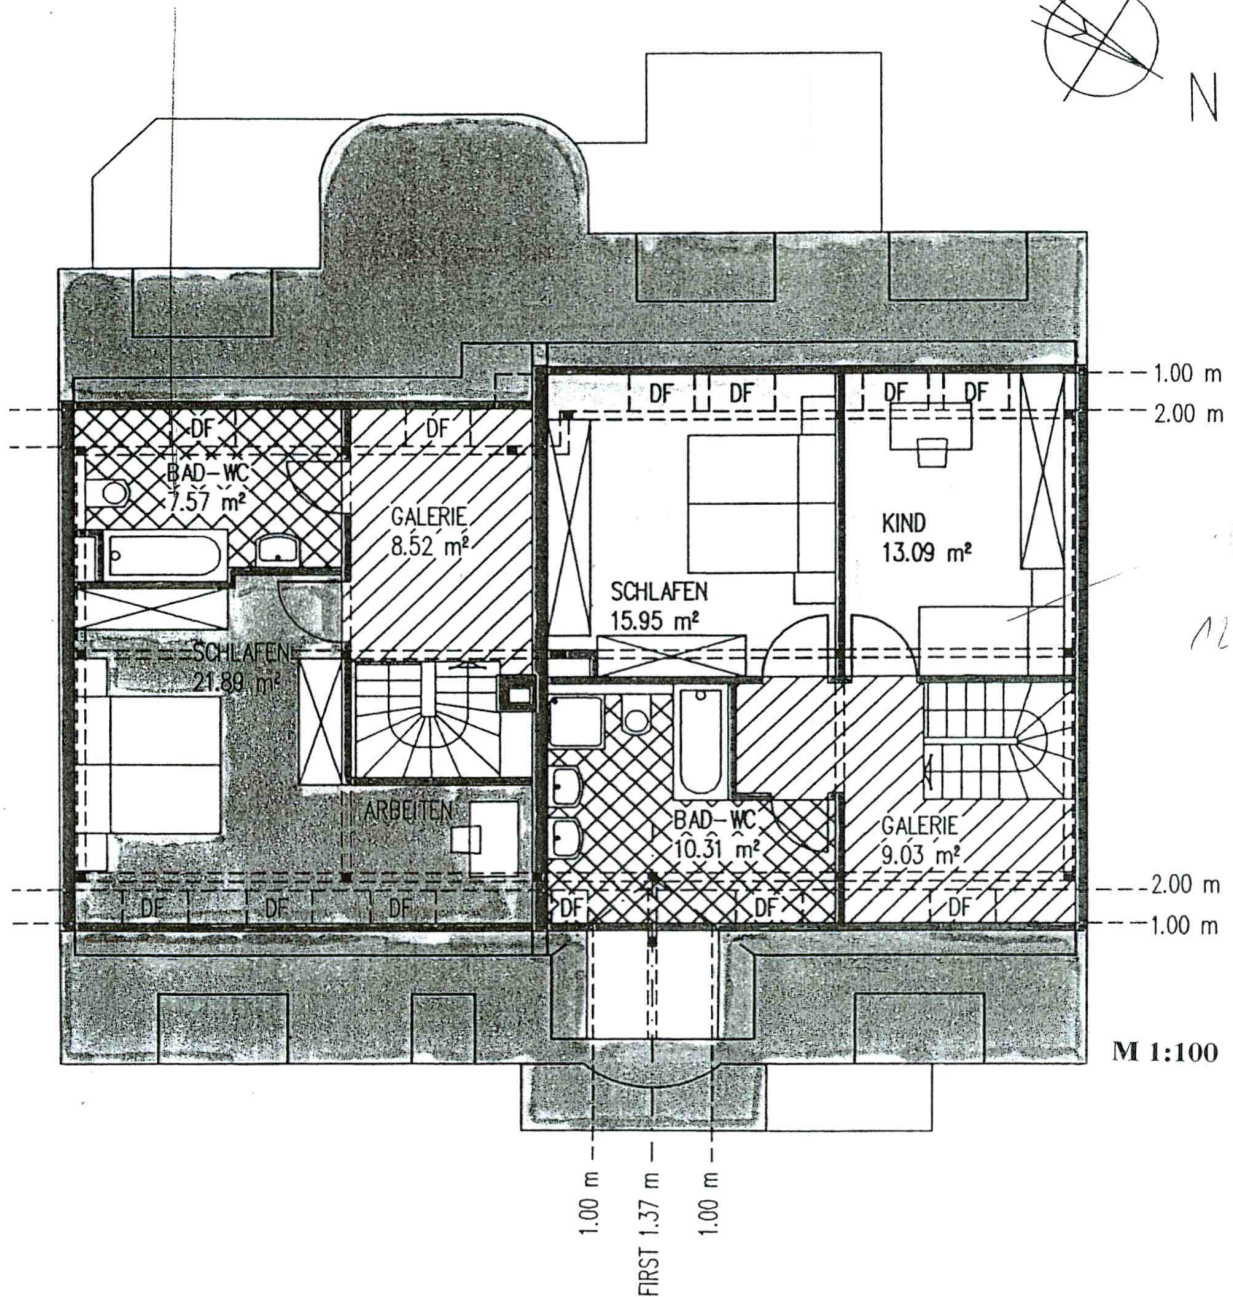 N
DF
DF
DF
DF
1.00 m
2.00 m
DF
DF
BAD-WC
7.57 m²
GALERIE
8.52 m²
KIND
13.09 m²
SCHLAFEN
15.95 m²
12
SCHLAFEN
21.89 m²
ARBEITEN
BAD-WC
10.31 m²
GALERIE
9.03 m²
2.00 m
DF
DF
DF
DF
DF
DF
1.00 m
M 1:100
1.00 m
FIRST 1.37 m
1.00 m